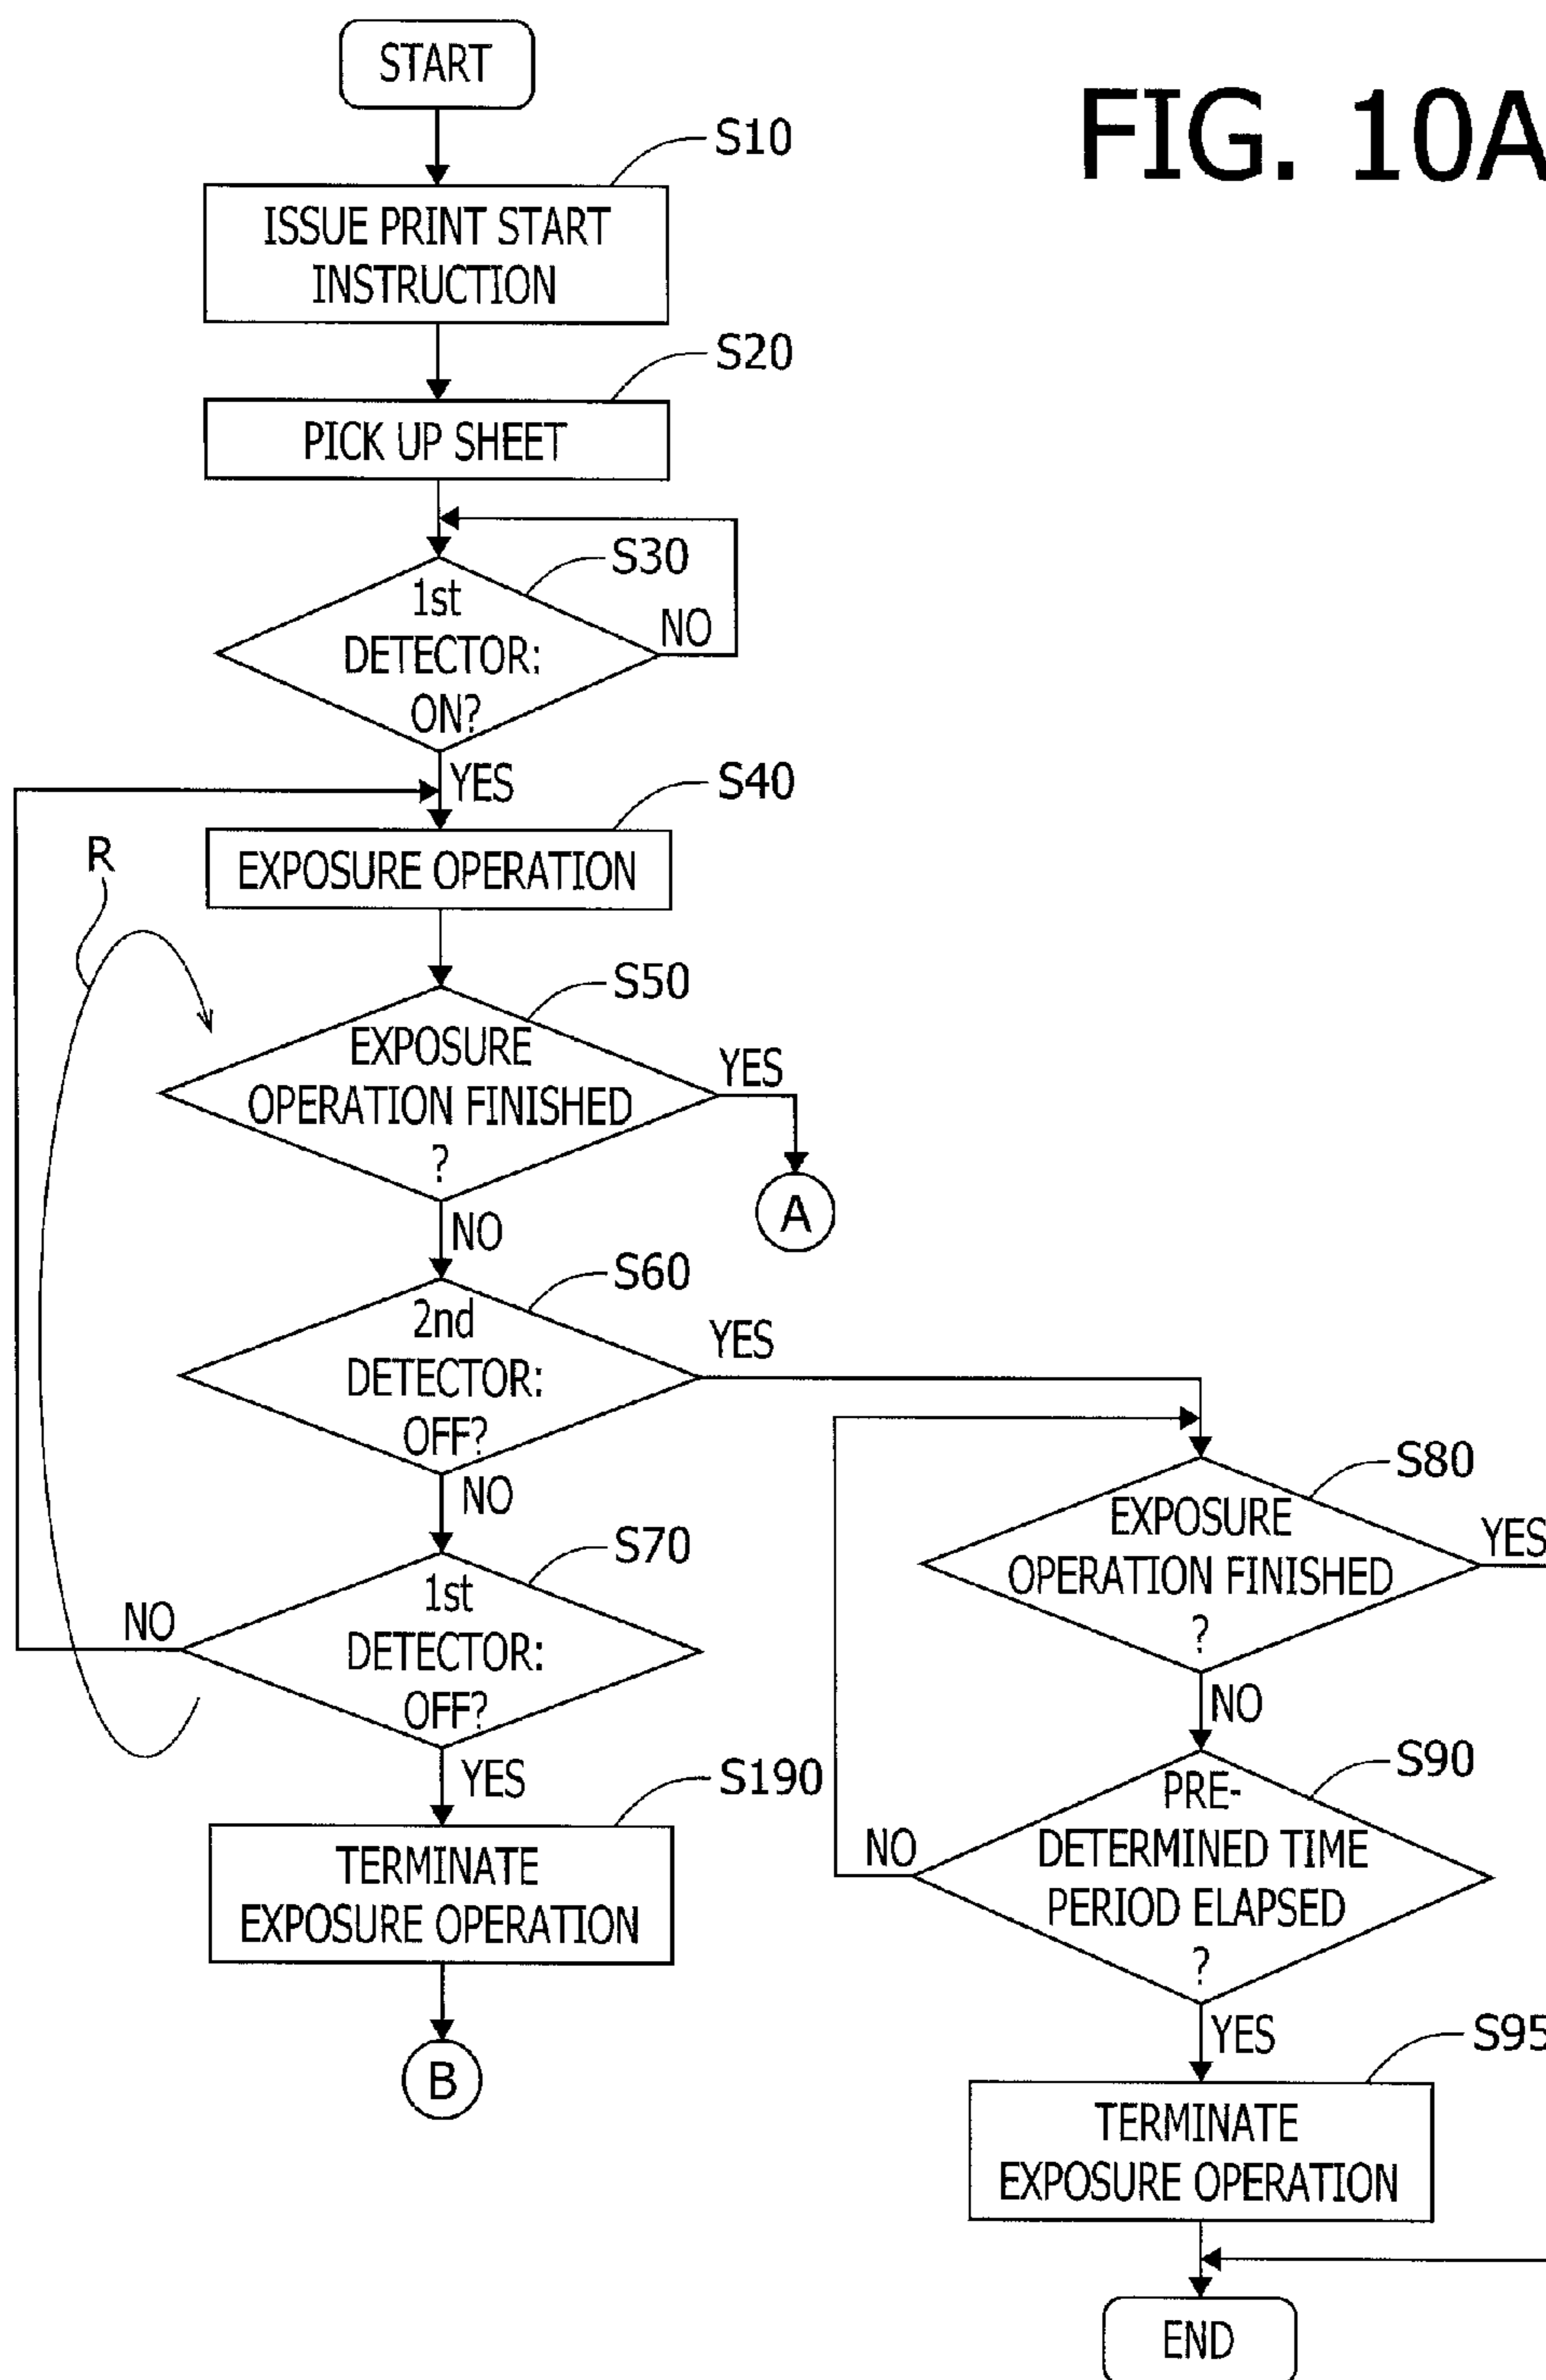 FIG. 10A
START
S10
ISSUE PRINT START
INSTRUCTION
S20
PICK UP SHEET
S30
1st
DETECTOR:
ON?
NO
YES
S40
EXPOSURE OPERATION
R
S50
EXPOSURE
OPERATION FINISHED
?
YES
A
NO
S60
2nd
DETECTOR:
OFF?
YES
NO
S70
1st
DETECTOR:
OFF?
NO
YES
S190
TERMINATE
EXPOSURE OPERATION
B
S80
EXPOSURE
OPERATION FINISHED
?
YES
NO
S90
PRE-
DETERMINED TIME
PERIOD ELAPSED
?
NO
YES
S95
TERMINATE
EXPOSURE OPERATION
END